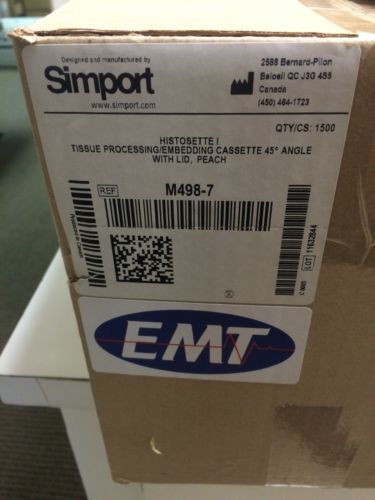 Designed and manufactured by
Simport
www.simport.com
2588 Bernard-Pilon
Beloeil QC J3G 4S5
Canada
(450) 464-1723
QTY/CS: 1500
HISTOSETTE I
TISSUE PROCESSING/EMBEDDING CASSETTE 45° ANGLE
WITH LID, PEACH
REF
M498-7
LOT 11632844
EMT